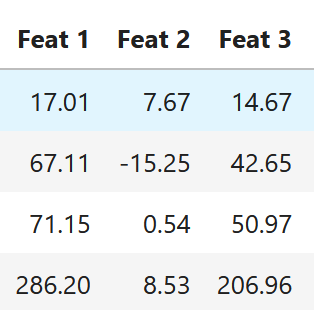 Feat 1 Feat 2 Feat 3
17.01 7.67 14.67
67.11 -15.25 42.65
71.15 0.54 50.97
286.20 8.53 206.96